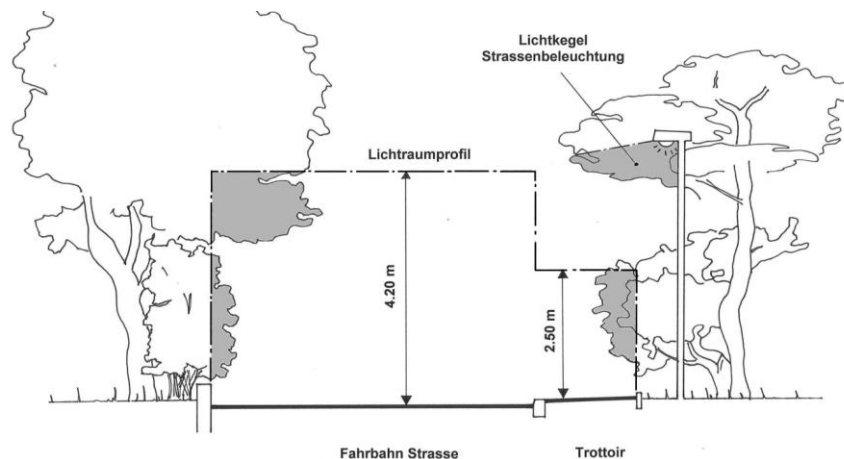 Lichtkegel
Strassenbeleuchtung
Lichtraumprofil
4.20 m
2.50 m
Fahrbahn Strasse
Trottoir